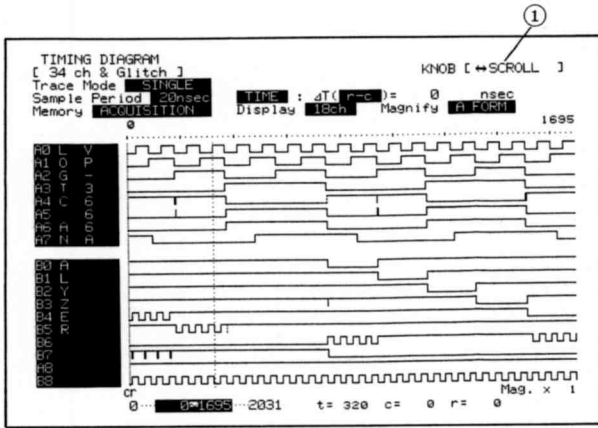 ①
TIMING DIAGRAM
[ 34 ch & Glitch ]
KNOB [ ↔SCROLL ]
Trace Mode SINGLE
Sample Period 20nsec TIME : ⊿T( r-c )= 0 nsec
Memory ACQUISITION Display 18ch Magnify A FORM
0 1695
A0 L V
A1 O P
A2 G -
A3 T 3
A4 C 6
A5 6
A6 A 6
A7 N A
B0 A
B1 L
B2 Y
B3 Z
B4 E
B5 R
B6
B7
A8
B8
Cr Mag. x 1
0 0 1695 2031 t= 320 c= 0 r= 0